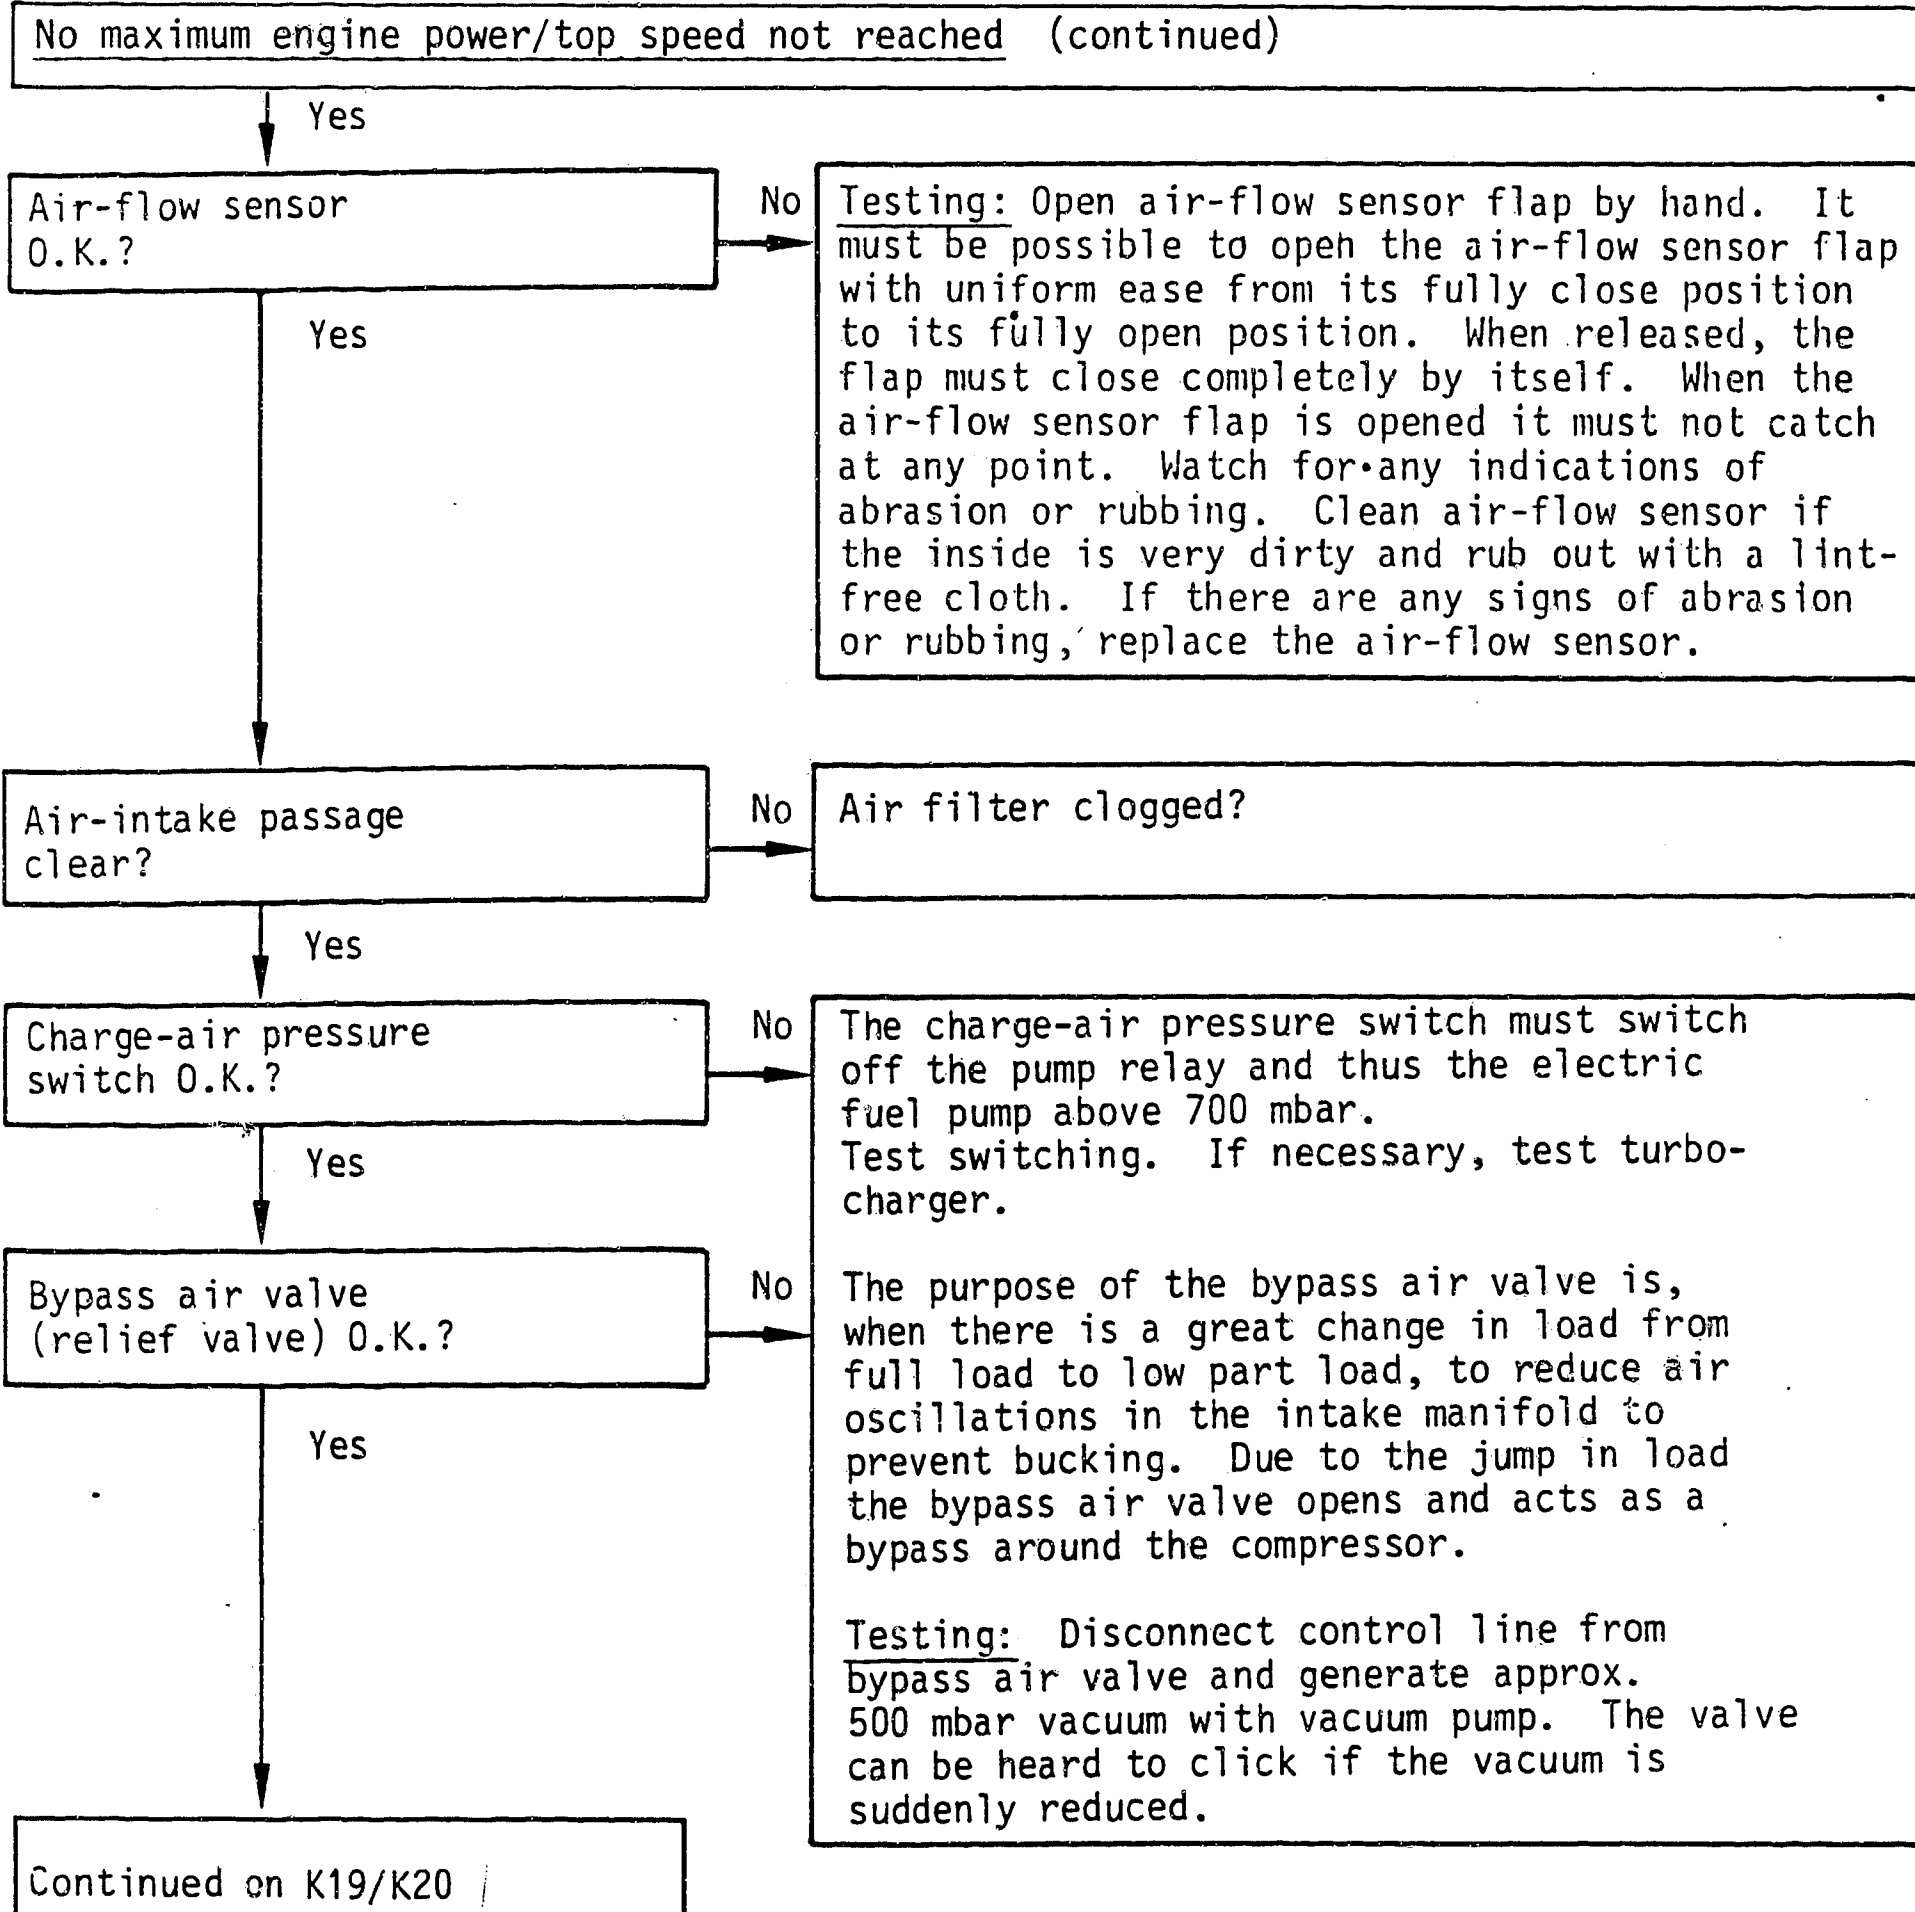 No maximum engine power/top speed not reached (continued)
Yes
Air-flow sensor
O.K.?
No
Testing: Open air-flow sensor flap by hand. It
must be possible to open the air-flow sensor flap
with uniform ease from its fully close position
to its fully open position. When released, the
flap must close completely by itself. When the
air-flow sensor flap is opened it must not catch
at any point. Watch for any indications of
abrasion or rubbing. Clean air-flow sensor if
the inside is very dirty and rub out with a lint-
free cloth. If there are any signs of abrasion
or rubbing, replace the air-flow sensor.
Yes
Air-intake passage
clear?
No
Air filter clogged?
Yes
Charge-air pressure
switch O.K.?
No
The charge-air pressure switch must switch
off the pump relay and thus the electric
fuel pump above 700 mbar.
Test switching. If necessary, test turbo-
charger.
Yes
Bypass air valve
(relief valve) O.K.?
No
The purpose of the bypass air valve is,
when there is a great change in load from
full load to low part load, to reduce air
oscillations in the intake manifold to
prevent bucking. Due to the jump in load
the bypass air valve opens and acts as a
bypass around the compressor.
Testing: Disconnect control line from
bypass air valve and generate approx.
500 mbar vacuum with vacuum pump. The valve
can be heard to click if the vacuum is
suddenly reduced.
Yes
Continued on K19/K20